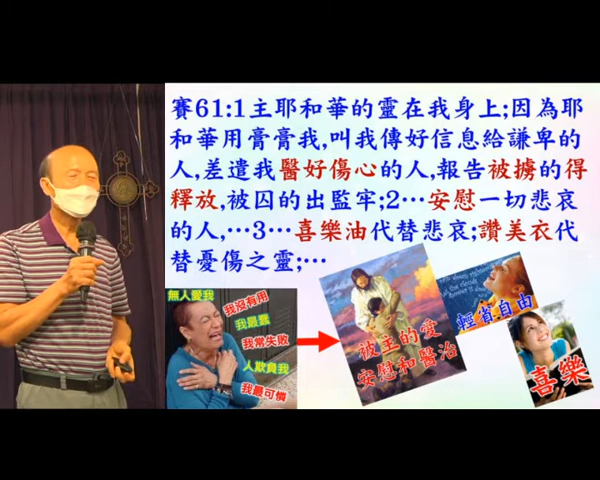 賽61:1主耶和華的靈在我身上;因為耶
和華用膏膏我,叫我傳好信息給謙卑的
人,差遣我醫好傷心的人,報告被擄的得
釋放,被囚的出監牢;2…安慰一切悲哀
的人,…3…喜樂油代替悲哀;讚美衣代
替憂傷之靈;…
無人愛我
我沒有用
我最蠢
我常失敗
人欺負我
我最可憐
被主的愛
安慰和醫治
輕省自由
喜樂